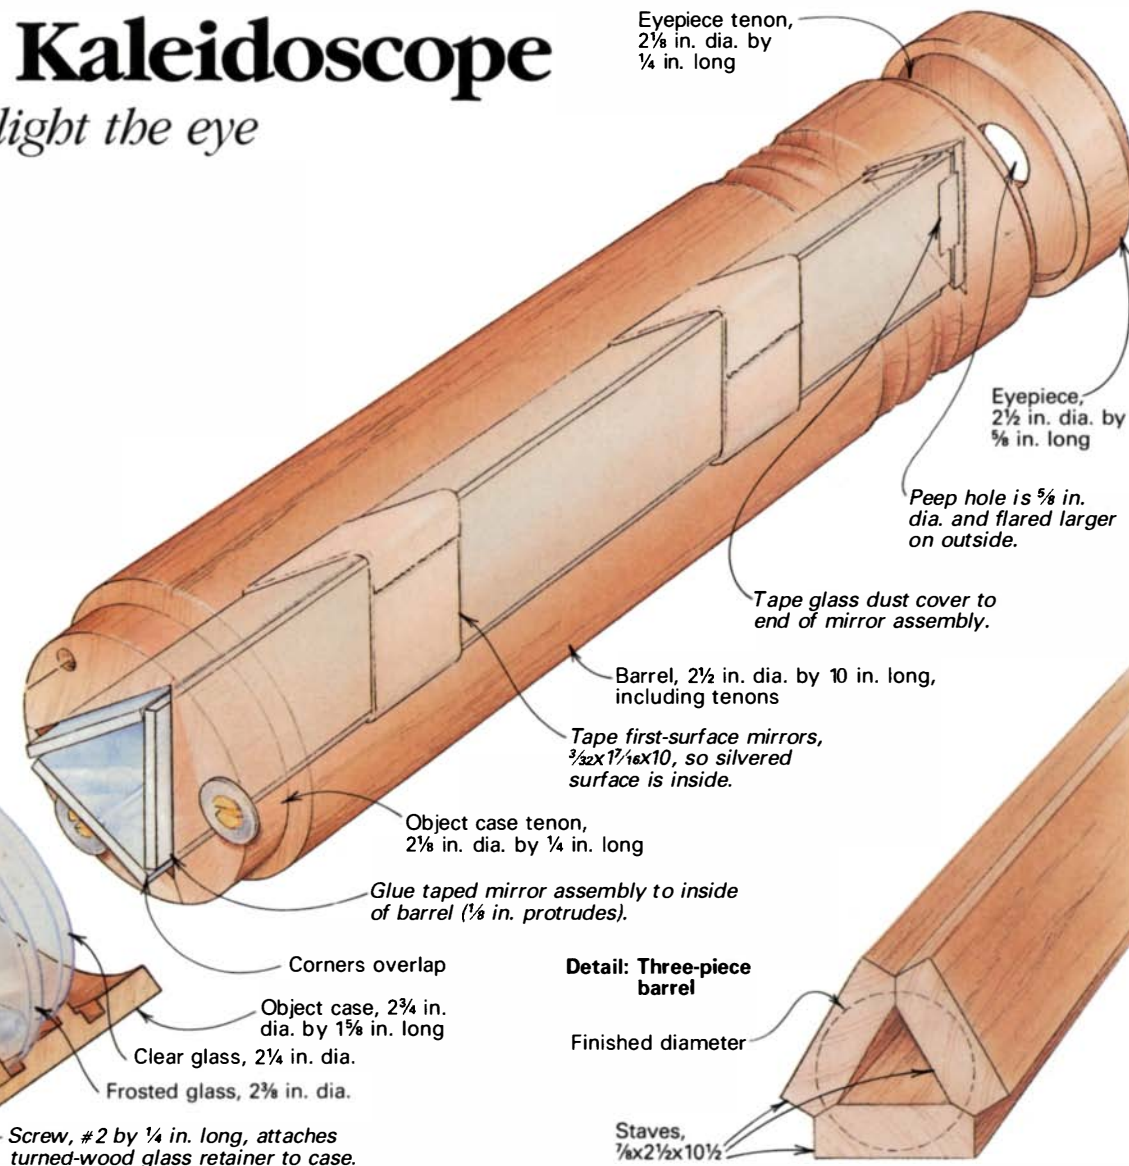 Kaleidoscope
light the eye
Eyepiece tenon,
2⅛ in. dia. by
¼ in. long
Eyepiece,
2½ in. dia. by
⅝ in. long
Peep hole is ⅝ in.
dia. and flared larger
on outside.
Tape glass dust cover to
end of mirror assembly.
Barrel, 2½ in. dia. by 10 in. long,
including tenons
Tape first-surface mirrors,
3⁄32x1 7⁄16x10, so silvered
surface is inside.
Object case tenon,
2⅛ in. dia. by ¼ in. long
Glue taped mirror assembly to inside
of barrel (⅛ in. protrudes).
Corners overlap
Object case, 2¾ in.
dia. by 1⅝ in. long
Clear glass, 2¼ in. dia.
Frosted glass, 2⅜ in. dia.
Screw, #2 by ¼ in. long, attaches
turned-wood glass retainer to case.
Detail: Three-piece
barrel
Finished diameter
Staves,
⅞x2½x10½